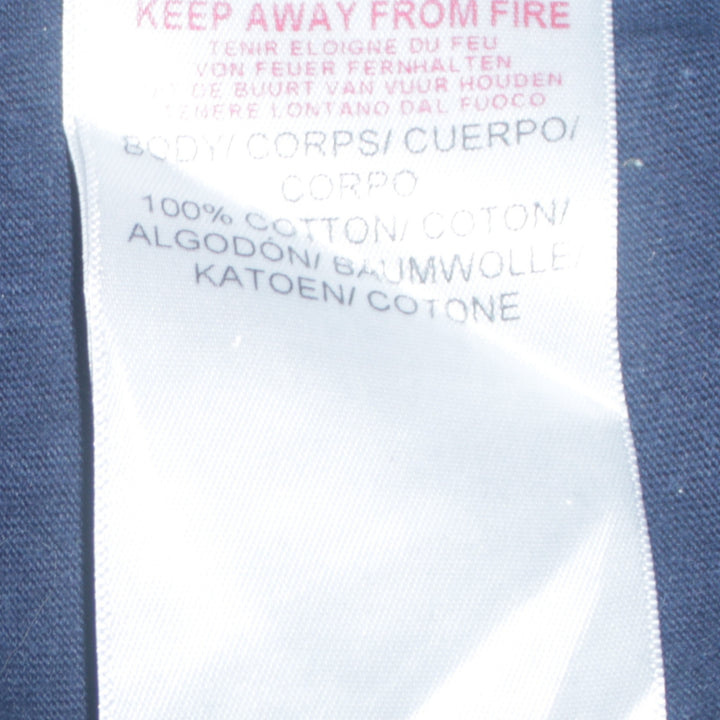 KEEP AWAY FROM FIRE
TENIR ELOIGNE DU FEU
VON FEUER FERNHALTEN
DE BUURT VAN VUUR HOUDEN
TENERE LONTANO DAL FUOCO
BODY/ CORPS/ CUERPO/
CORPO
100% COTTON/ COTON/
ALGODÓN/ BAUMWOLLE/
KATOEN/ COTONE